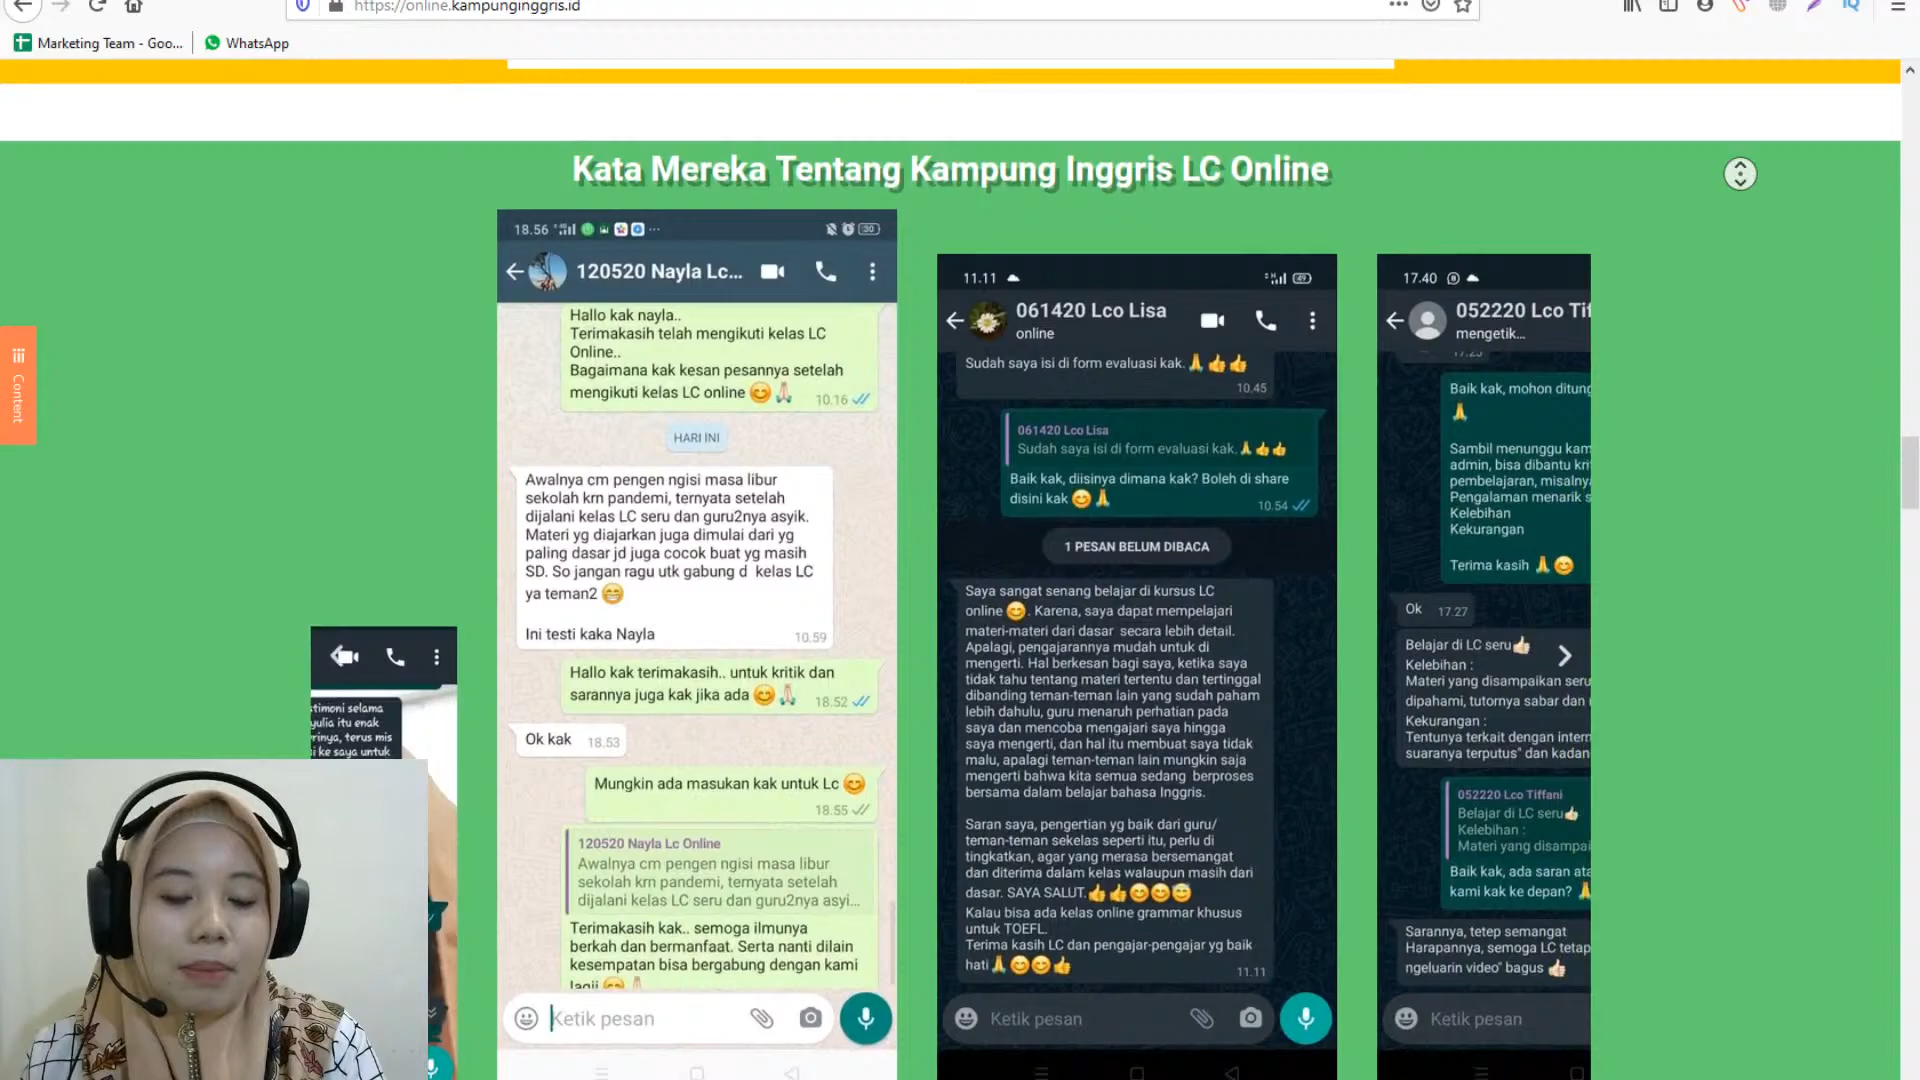 https://online.kampunginggris.id
Marketing Team - Goo...
WhatsApp
Kata Mereka Tentang Kampung Inggris LC Online
Content
timoni selama
yulia itu enak
rinya, terus mis
i ke saya untuk
18.56
30
120520 Nayla Lc...
Hallo kak nayla..
Terimakasih telah mengikuti kelas LC
Online..
Bagaimana kak kesan pesannya setelah
mengikuti kelas LC online 😊🙏
10.16
HARI INI
Awalnya cm pengen ngisi masa libur
sekolah krn pandemi, ternyata setelah
dijalani kelas LC seru dan guru2nya asyik.
Materi yg diajarkan juga dimulai dari yg
paling dasar jd juga cocok buat yg masih
SD. So jangan ragu utk gabung d kelas LC
ya teman2 😁
Ini testi kaka Nayla
10.59
Hallo kak terimakasih.. untuk kritik dan
sarannya juga kak jika ada 😊🙏
18.52
Ok kak
18.53
Mungkin ada masukan kak untuk Lc 😊
18.55
120520 Nayla Lc Online
Awalnya cm pengen ngisi masa libur
sekolah krn pandemi, ternyata setelah
dijalani kelas LC seru dan guru2nya asyi...
Terimakasih kak.. semoga ilmunya
berkah dan bermanfaat. Serta nanti dilain
kesempatan bisa bergabung dengan kami
lagii 😊🙏
Ketik pesan
11.11
49
061420 Lco Lisa
online
Sudah saya isi di form evaluasi kak.🙏👍👍
10.45
061420 Lco Lisa
Sudah saya isi di form evaluasi kak.🙏👍👍
Baik kak, diisinya dimana kak? Boleh di share
disini kak 😊🙏
10.54
1 PESAN BELUM DIBACA
Saya sangat senang belajar di kursus LC
online 😊. Karena, saya dapat mempelajari
materi-materi dari dasar secara lebih detail.
Apalagi, pengajarannya mudah untuk di
mengerti. Hal berkesan bagi saya, ketika saya
tidak tahu tentang materi tertentu dan tertinggal
dibanding teman-teman lain yang sudah paham
lebih dahulu, guru menaruh perhatian pada
saya dan mencoba mengajari saya hingga
saya mengerti, dan hal itu membuat saya tidak
malu, apalagi teman-teman lain mungkin saja
mengerti bahwa kita semua sedang berproses
bersama dalam belajar bahasa Inggris.
Saran saya, pengertian yg baik dari guru/
teman-teman sekelas seperti itu, perlu di
tingkatkan, agar yang merasa bersemangat
dan diterima dalam kelas walaupun masih dari
dasar. SAYA SALUT.👍👍😊😊😇
Kalau bisa ada kelas online grammar khusus
untuk TOEFL.
Terima kasih LC dan pengajar-pengajar yg baik
hati🙏😊😊👍
11.11
Ketik pesan
17.40
052220 Lco Tif
mengetik...
Baik kak, mohon ditung
🙏
Sambil menunggu kam
admin, bisa dibantu kri
pembelajaran, misalnya
Pengalaman menarik s
Kelebihan
Kekurangan
Terima kasih 🙏😊
Ok
17.27
Belajar di LC seru👍🏻
Kelebihan :
Materi yang disampaikan seru
dipahami, tutornya sabar dan
Kekurangan :
Tentunya terkait dengan intern
suaranya terputus" dan kadan
052220 Lco Tiffani
Belajar di LC seru👍🏻
Kelebihan :
Materi yang disampai
Baik kak, ada saran ata
kami kak ke depan? 🙏
Sarannya, tetep semangat
Harapannya, semoga LC tetap
ngeluarin video" bagus 👍🏻
Ketik pesan